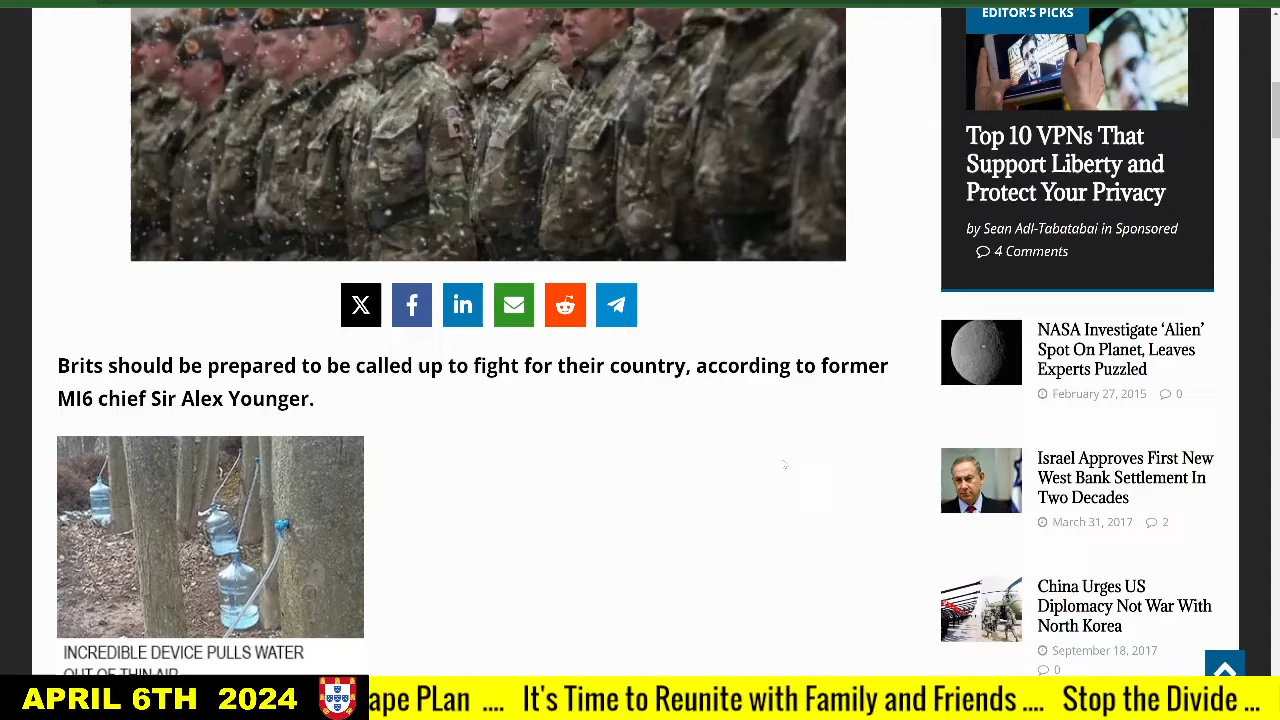 EDITOR'S PICKS
Top 10 VPNs That
Support Liberty and
Protect Your Privacy
by Sean Adl-Tabatabai in Sponsored
4 Comments
Brits should be prepared to be called up to fight for their country, according to former
MI6 chief Sir Alex Younger.
INCREDIBLE DEVICE PULLS WATER
OUT OF THIN AIR
NASA Investigate ‘Alien’
Spot On Planet, Leaves
Experts Puzzled
February 27, 2015 0
Israel Approves First New
West Bank Settlement In
Two Decades
March 31, 2017 2
China Urges US
Diplomacy Not War With
North Korea
September 18, 2017
0
APRIL 6TH 2024
ape PLan .... It's Time to Reunite with Family and Friends .... Stop the Divide ...